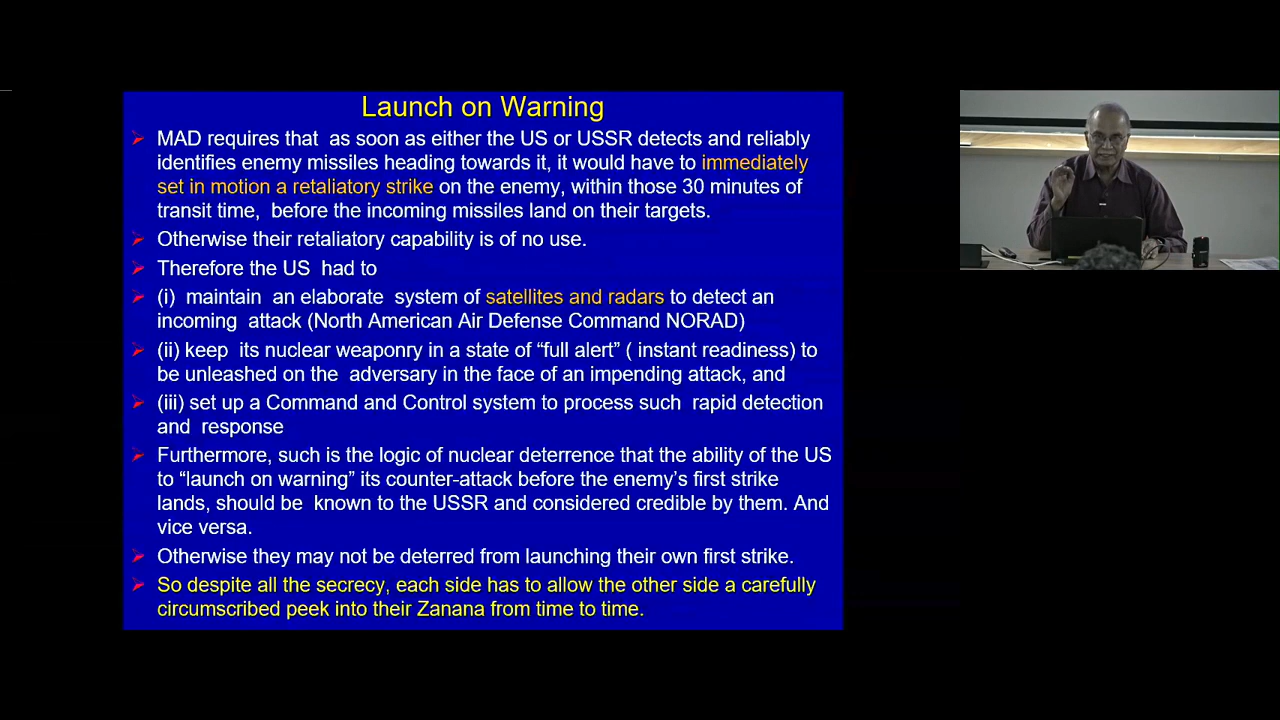 Launch on Warning
MAD requires that as soon as either the US or USSR detects and reliably
identifies enemy missiles heading towards it, it would have to immediately
set in motion a retaliatory strike on the enemy, within those 30 minutes of
transit time, before the incoming missiles land on their targets.
Otherwise their retaliatory capability is of no use.
Therefore the US had to
(i) maintain an elaborate system of satellites and radars to detect an
incoming attack (North American Air Defense Command NORAD)
(ii) keep its nuclear weaponry in a state of “full alert” ( instant readiness) to
be unleashed on the adversary in the face of an impending attack, and
(iii) set up a Command and Control system to process such rapid detection
and response
Furthermore, such is the logic of nuclear deterrence that the ability of the US
to “launch on warning” its counter-attack before the enemy’s first strike
lands, should be known to the USSR and considered credible by them. And
vice versa.
Otherwise they may not be deterred from launching their own first strike.
So despite all the secrecy, each side has to allow the other side a carefully
circumscribed peek into their Zanana from time to time.